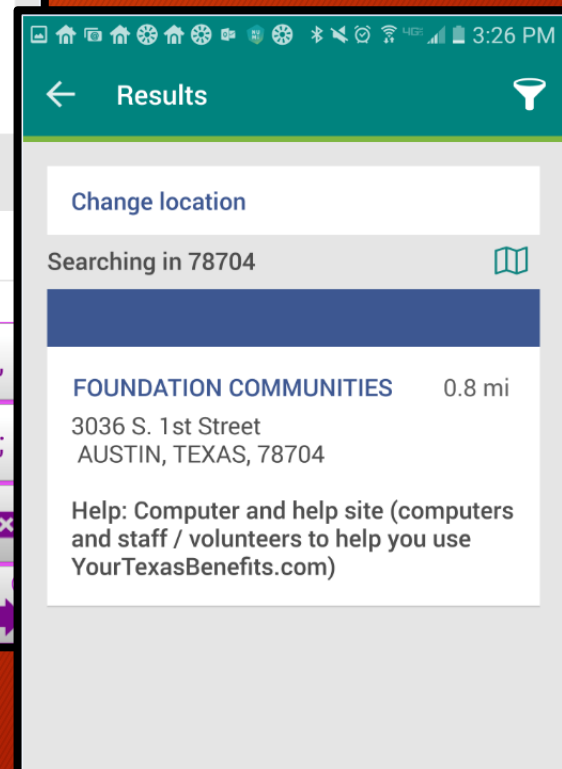 4G 3:26 PM
Results
Change location
Searching in 78704
FOUNDATION COMMUNITIES 0.8 mi
3036 S. 1st Street
AUSTIN, TEXAS, 78704
Help: Computer and help site (computers
and staff / volunteers to help you use
YourTexasBenefits.com)